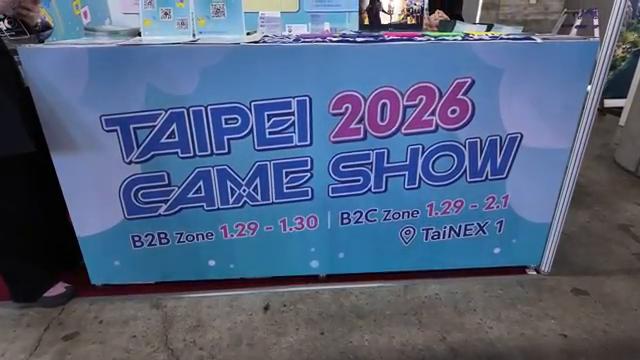 TAIPEI 2026
GAME SHOW
B2B Zone 1.29 - 1.30 | B2C Zone 1.29 - 2.1
TaiNEX 1